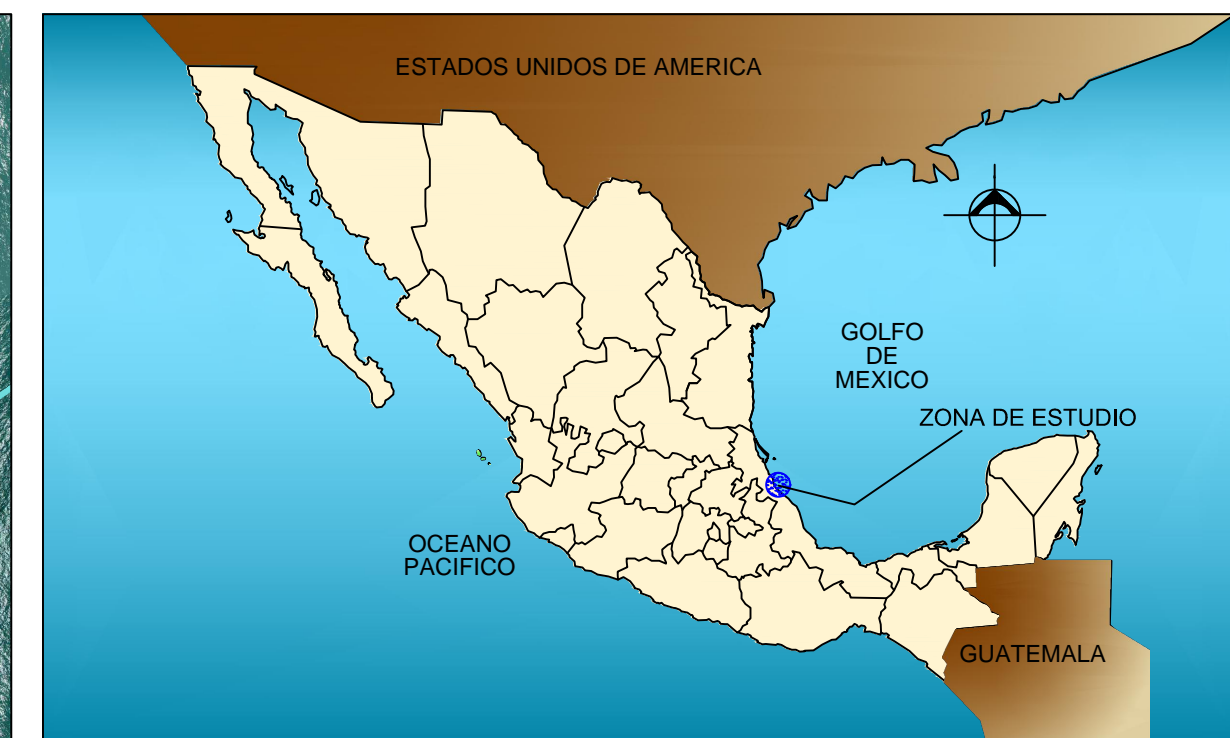 ESTADOS UNIDOS DE AMERICA
GOLFO
DE
MEXICO
ZONA DE ESTUDIO
OCEANO
PACIFICO
GUATEMALA